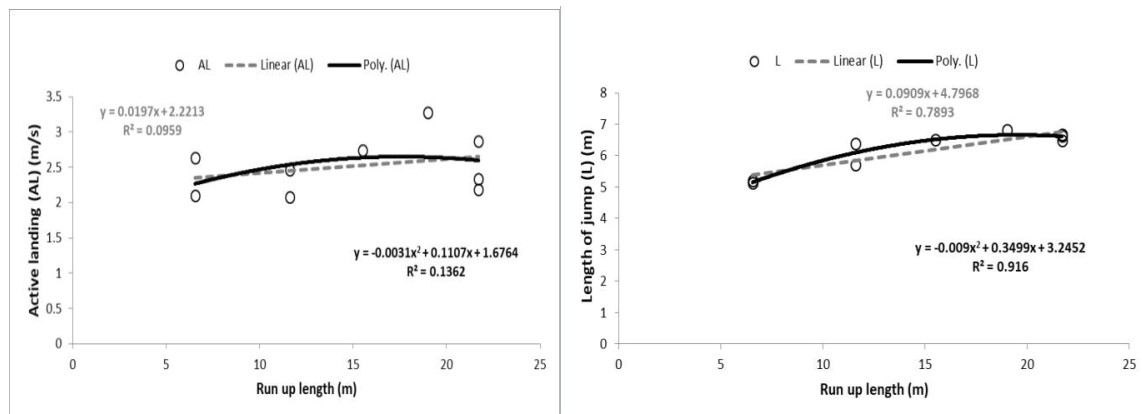 AL Linear (AL) Poly. (AL)
y = 0.0197x + 2.2213
R² = 0.0959
3.5
3
2.5
2
1.5
1
0.5
0
Active landing (AL) (m/s)
y = -0.0031x² + 0.1107x + 1.6764
R² = 0.1362
0 5 10 15 20 25
Run up length (m)
L Linear (L) Poly. (L)
y = 0.0909x + 4.7968
R² = 0.7893
8
7
6
5
4
3
2
1
0
Length of jump (L) (m)
y = -0.009x² + 0.3499x + 3.2452
R² = 0.916
0 5 10 15 20 25
Run up length (m)